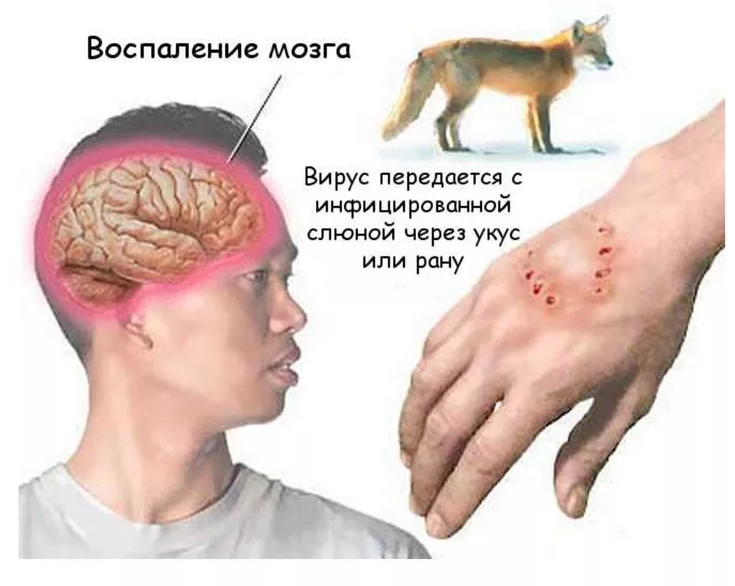 Воспаление мозга
Вирус передается с
инфицированной
слюной через укус
или рану